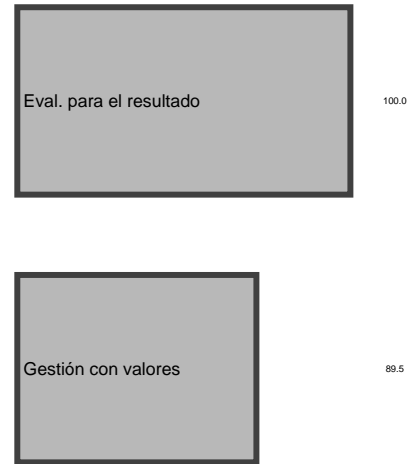 Eval. para el resultado 100.0
Gestión con valores 89.5